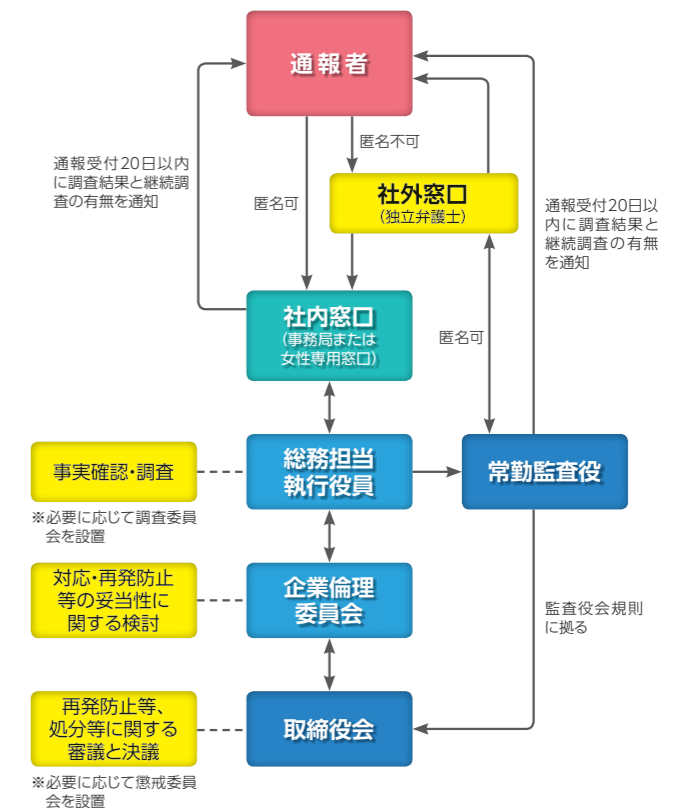 通報者
匿名不可
通報受付20日以内
に調査結果と継続調
査の有無を通知
匿名可
社外窓口
（独立弁護士）
通報受付20日以
内に調査結果と
継続調査の有無
を通知
社内窓口
（事務局または
女性専用窓口）
匿名可
事実確認・調査
※必要に応じて調査委員
会を設置
総務担当
執行役員
常勤監査役
対応・再発防止
等の妥当性に
関する検討
企業倫理
委員会
監査役会規則
に拠る
再発防止等、
処分等に関する
審議と決議
※必要に応じて懲戒委員
会を設置
取締役会